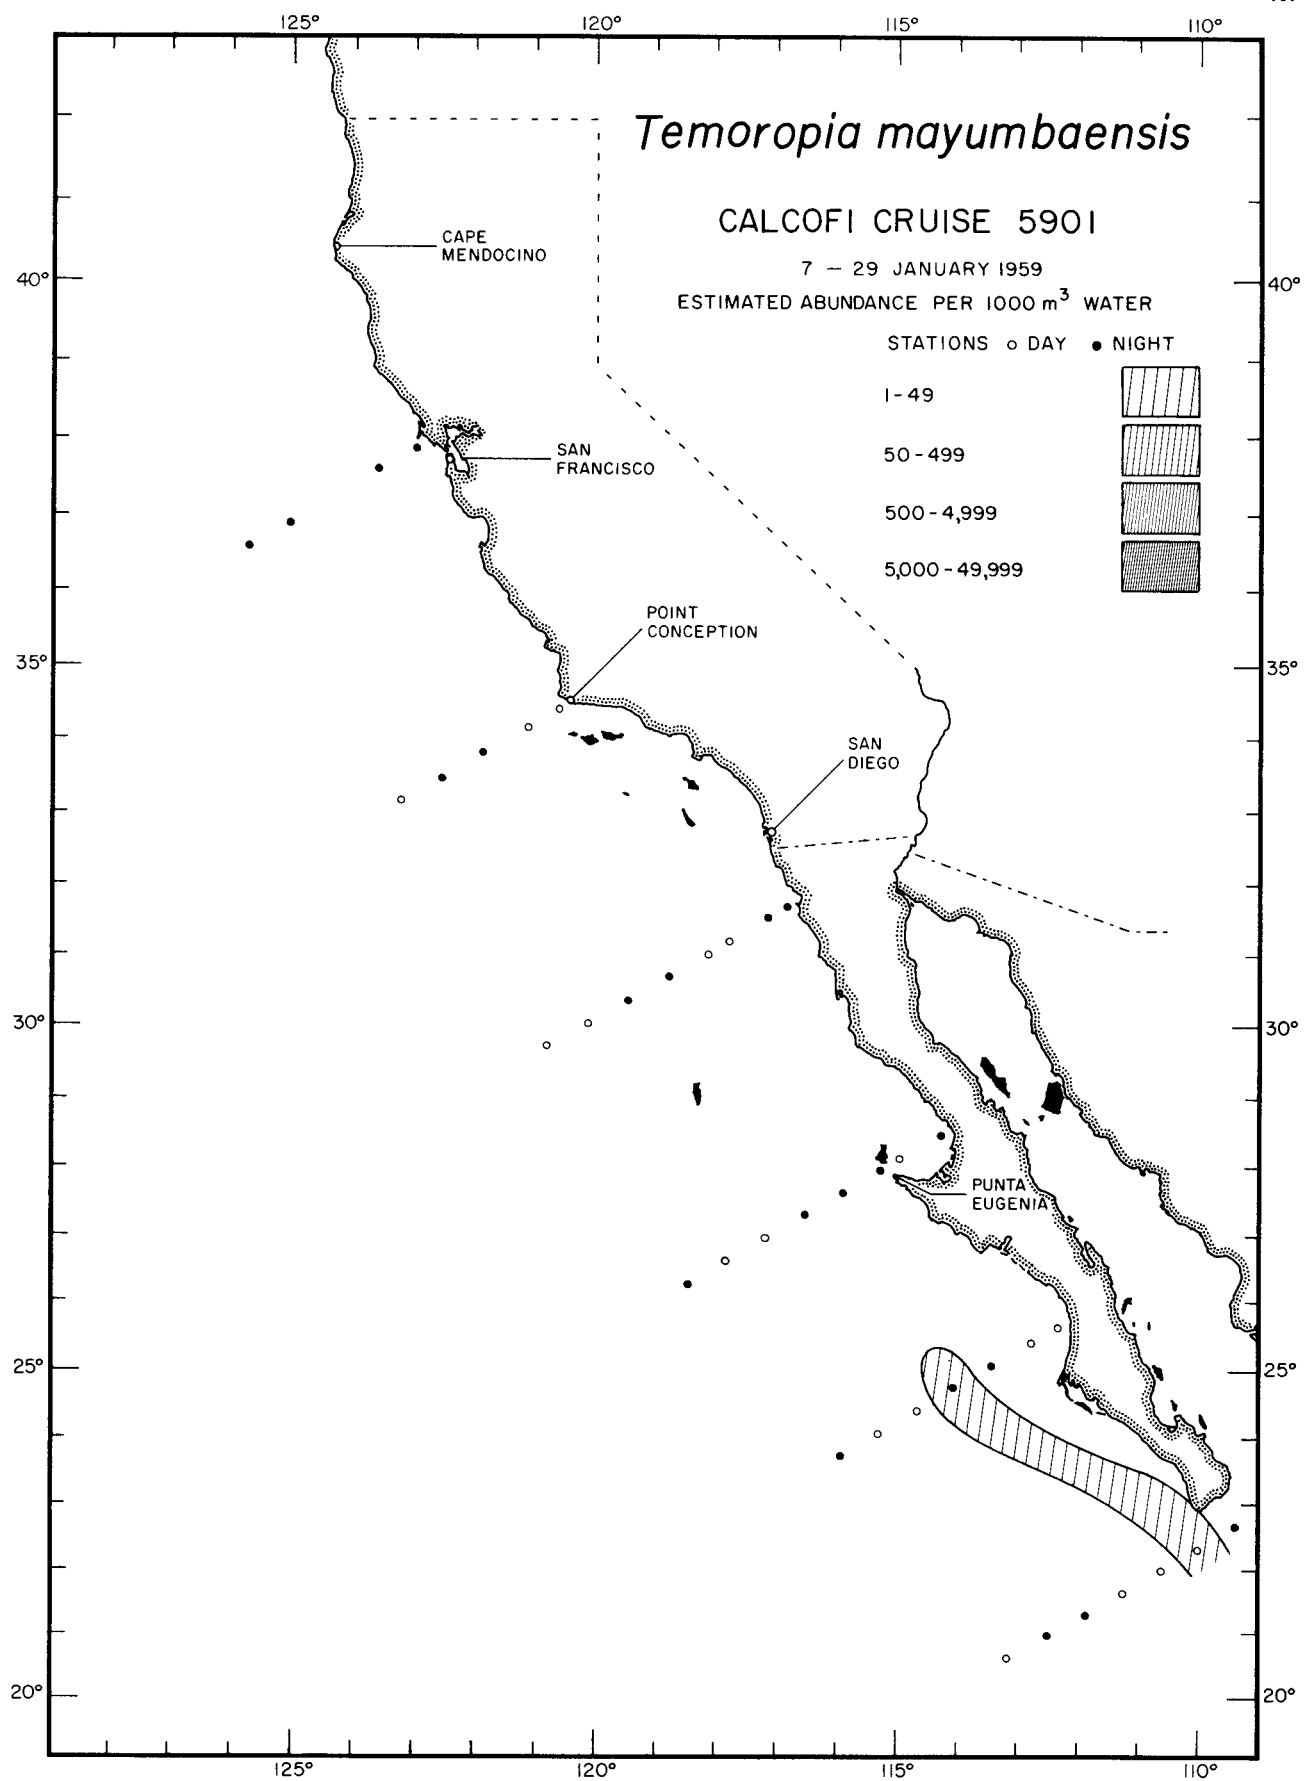 125° 120° 115° 110°
Temoropia mayumbaensis
CALCOFI CRUISE 5901
CAPE
MENDOCINO
7 – 29 JANUARY 1959
40° 40°
ESTIMATED ABUNDANCE PER 1000 m³ WATER
STATIONS ○ DAY ● NIGHT
1-49
SAN
FRANCISCO
50-499
500-4,999
5,000-49,999
POINT
CONCEPTION
35° 35°
SAN
DIEGO
30° 30°
PUNTA
EUGENIA
25° 25°
20° 20°
125° 120° 115° 110°